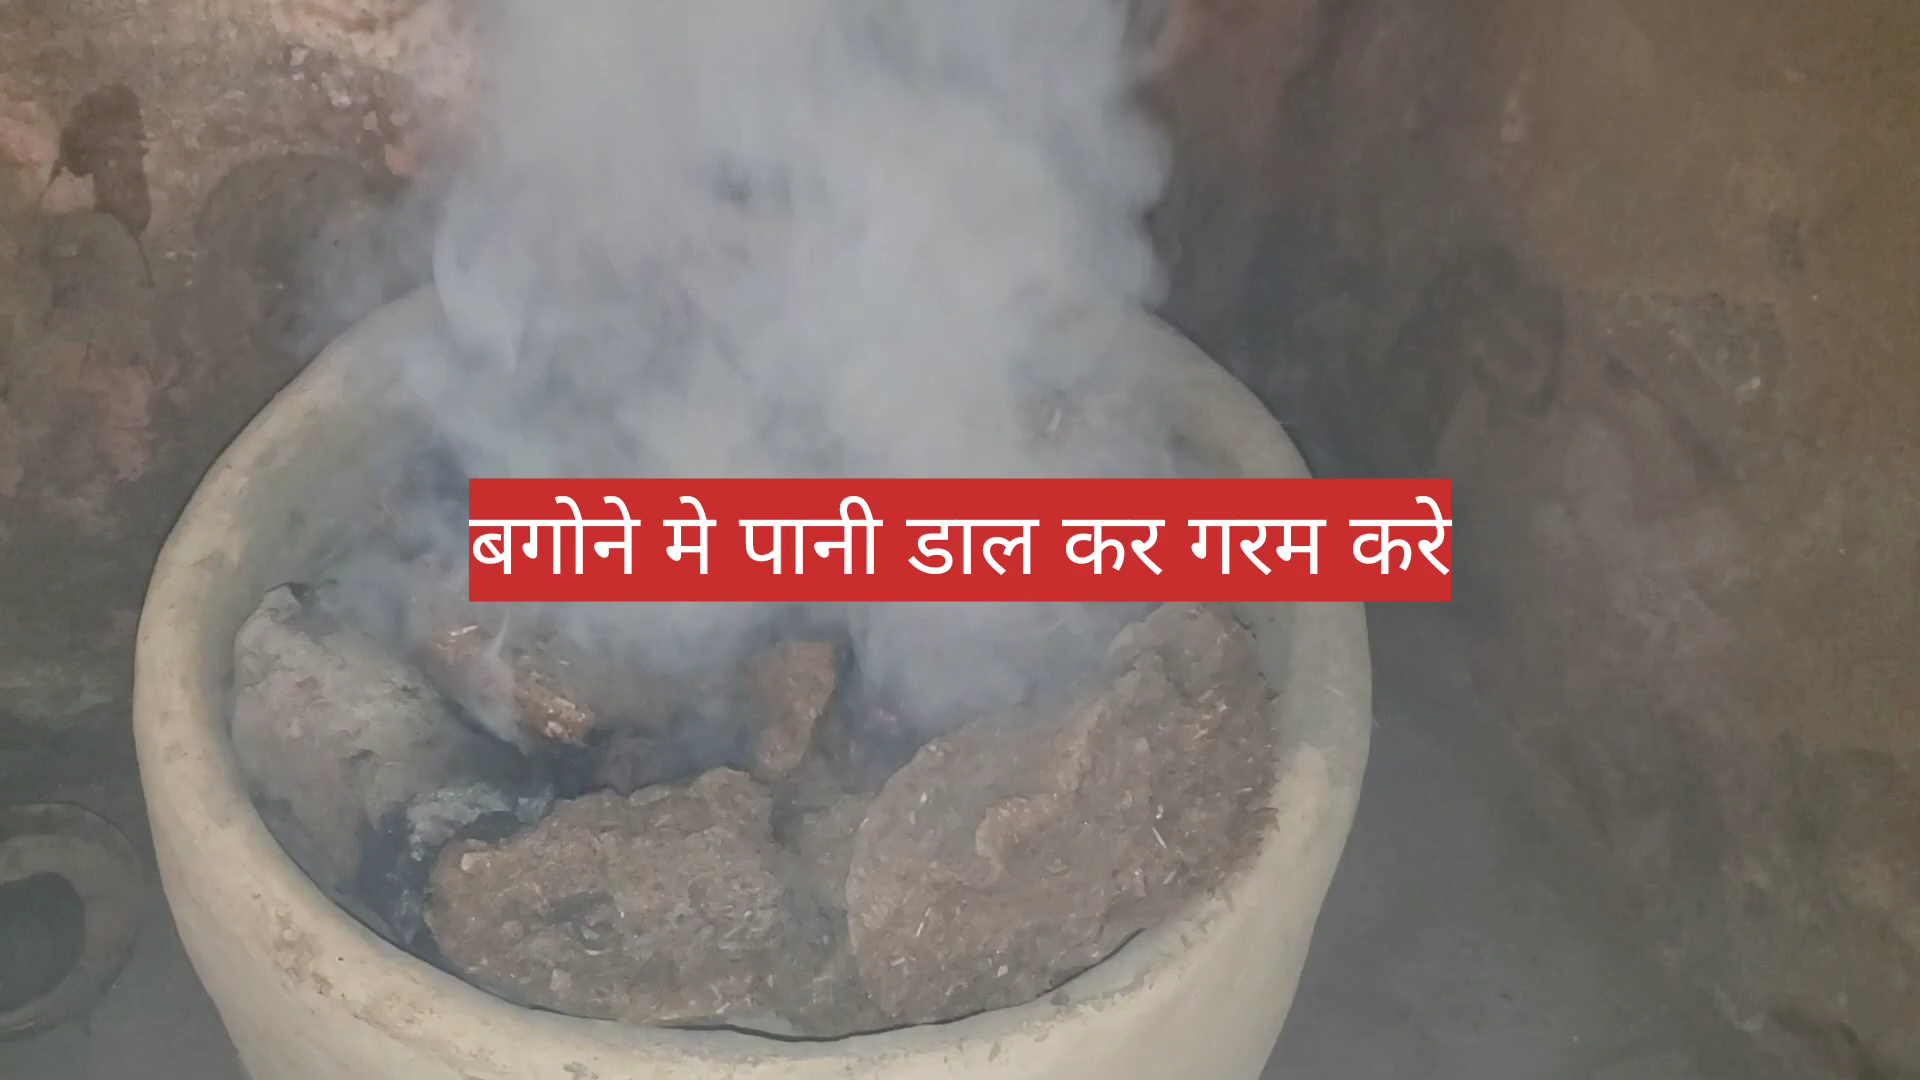 बगोने मे पानी डाल कर गरम करे